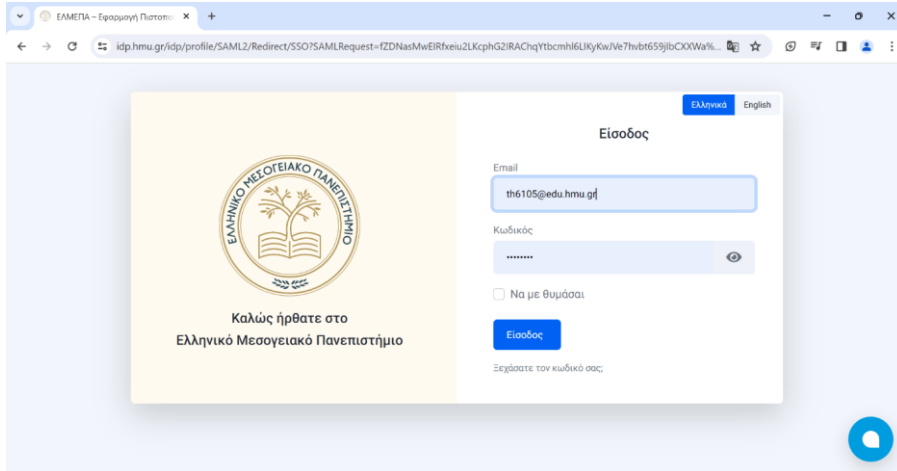 ΕΛΜΕΠΑ – Εφαρμογή Πιστοπο
idp.hmu.gr/idp/profile/SAML2/Redirect/SSO?SAMLRequest=
Ελληνικά English
Είσοδος
ΕΛΛΗΝΙΚΟ ΜΕΣΟΓΕΙΑΚΟ ΠΑΝΕΠΙΣΤΗΜΙΟ
Καλώς ήρθατε στο
Ελληνικό Μεσογειακό Πανεπιστήμιο
Email
th6105@edu.hmu.gr
Κωδικός
••••••••
Να με θυμάσαι
Είσοδος
Ξεχάσατε τον κωδικό σας;